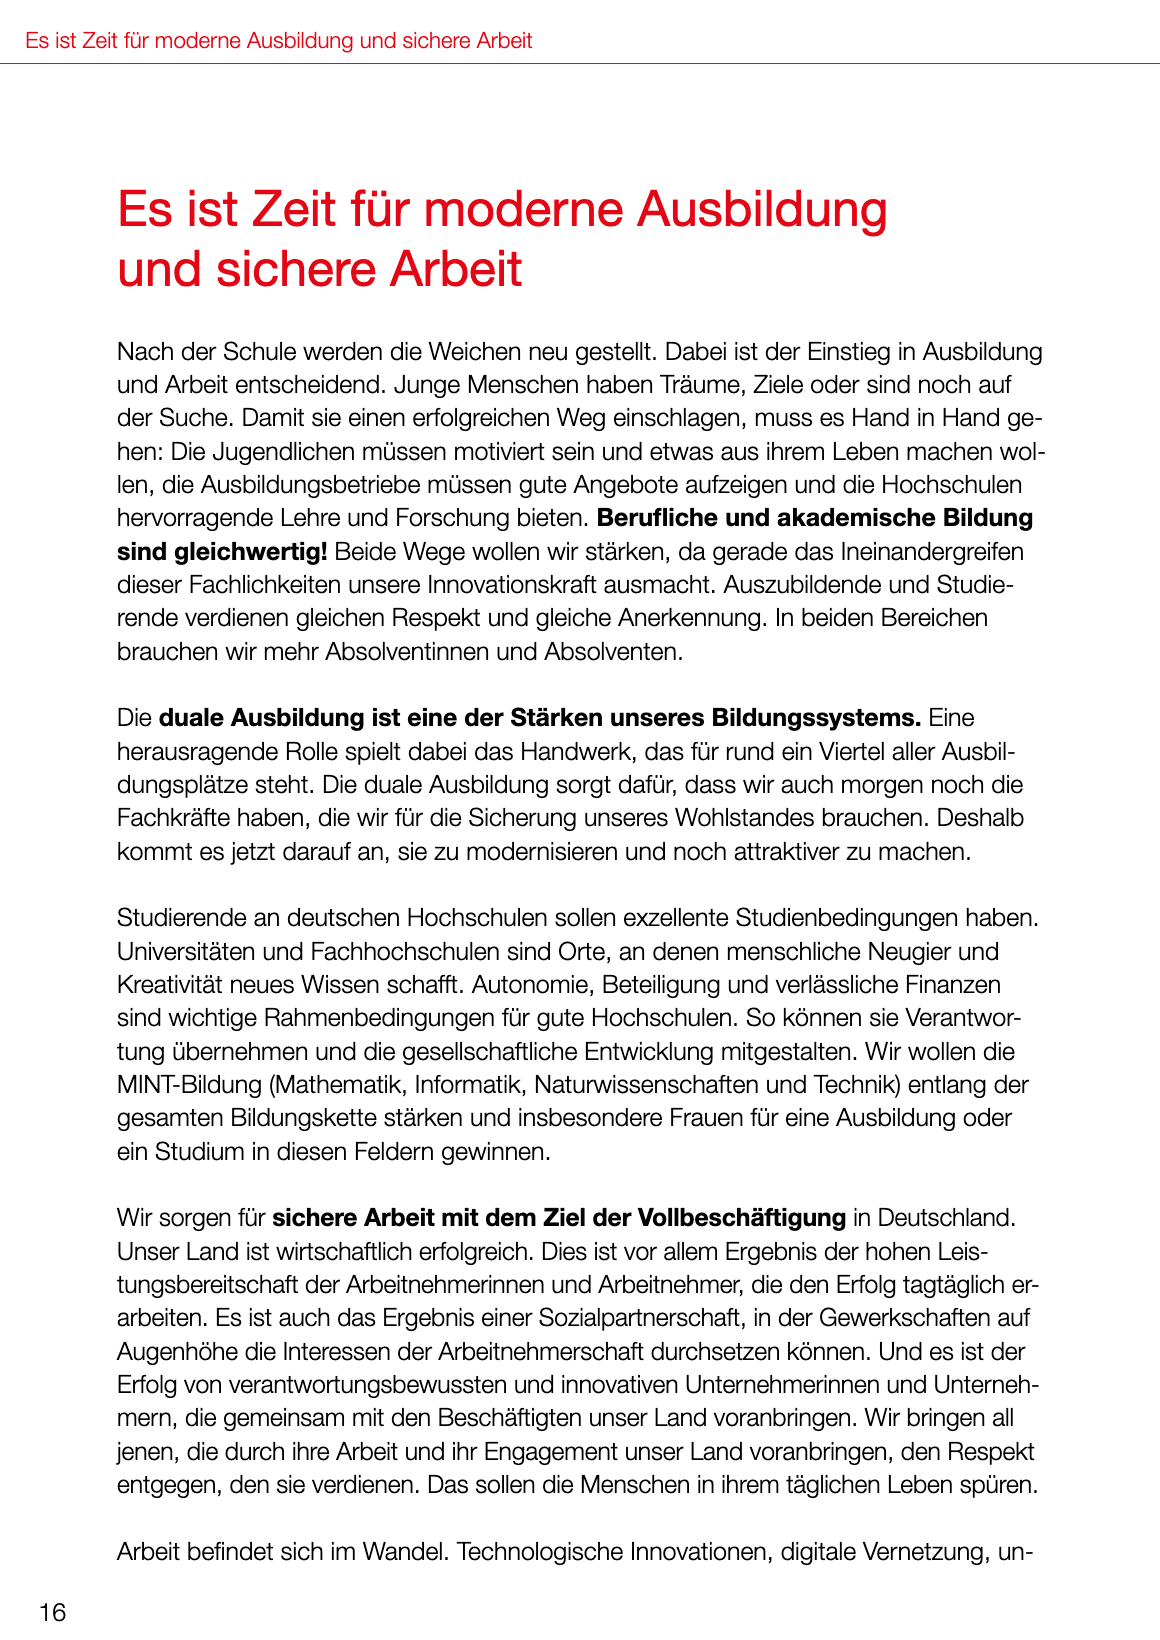 Es ist Zeit für moderne Ausbildung und sichere Arbeit
Es ist Zeit für moderne Ausbildung
und sichere Arbeit
Nach der Schule werden die Weichen neu gestellt. Dabei ist der Einstieg in Ausbildung
und Arbeit entscheidend. Junge Menschen haben Träume, Ziele oder sind noch auf
der Suche. Damit sie einen erfolgreichen Weg einschlagen, muss es Hand in Hand ge-
hen: Die Jugendlichen müssen motiviert sein und etwas aus ihrem Leben machen wol-
len, die Ausbildungsbetriebe müssen gute Angebote aufzeigen und die Hochschulen
hervorragende Lehre und Forschung bieten. Berufliche und akademische Bildung
sind gleichwertig! Beide Wege wollen wir stärken, da gerade das Ineinandergreifen
dieser Fachlichkeiten unsere Innovationskraft ausmacht. Auszubildende und Studie-
rende verdienen gleichen Respekt und gleiche Anerkennung. In beiden Bereichen
brauchen wir mehr Absolventinnen und Absolventen.
Die duale Ausbildung ist eine der Stärken unseres Bildungssystems. Eine
herausragende Rolle spielt dabei das Handwerk, das für rund ein Viertel aller Ausbil-
dungsplätze steht. Die duale Ausbildung sorgt dafür, dass wir auch morgen noch die
Fachkräfte haben, die wir für die Sicherung unseres Wohlstandes brauchen. Deshalb
kommt es jetzt darauf an, sie zu modernisieren und noch attraktiver zu machen.
Studierende an deutschen Hochschulen sollen exzellente Studienbedingungen haben.
Universitäten und Fachhochschulen sind Orte, an denen menschliche Neugier und
Kreativität neues Wissen schafft. Autonomie, Beteiligung und verlässliche Finanzen
sind wichtige Rahmenbedingungen für gute Hochschulen. So können sie Verantwor-
tung übernehmen und die gesellschaftliche Entwicklung mitgestalten. Wir wollen die
MINT-Bildung (Mathematik, Informatik, Naturwissenschaften und Technik) entlang der
gesamten Bildungskette stärken und insbesondere Frauen für eine Ausbildung oder
ein Studium in diesen Feldern gewinnen.
Wir sorgen für sichere Arbeit mit dem Ziel der Vollbeschäftigung in Deutschland.
Unser Land ist wirtschaftlich erfolgreich. Dies ist vor allem Ergebnis der hohen Leis-
tungsbereitschaft der Arbeitnehmerinnen und Arbeitnehmer, die den Erfolg tagtäglich er-
arbeiten. Es ist auch das Ergebnis einer Sozialpartnerschaft, in der Gewerkschaften auf
Augenhöhe die Interessen der Arbeitnehmerschaft durchsetzen können. Und es ist der
Erfolg von verantwortungsbewussten und innovativen Unternehmerinnen und Unterneh-
mern, die gemeinsam mit den Beschäftigten unser Land voranbringen. Wir bringen all
jenen, die durch ihre Arbeit und ihr Engagement unser Land voranbringen, den Respekt
entgegen, den sie verdienen. Das sollen die Menschen in ihrem täglichen Leben spüren.
Arbeit befindet sich im Wandel. Technologische Innovationen, digitale Vernetzung, un-
16